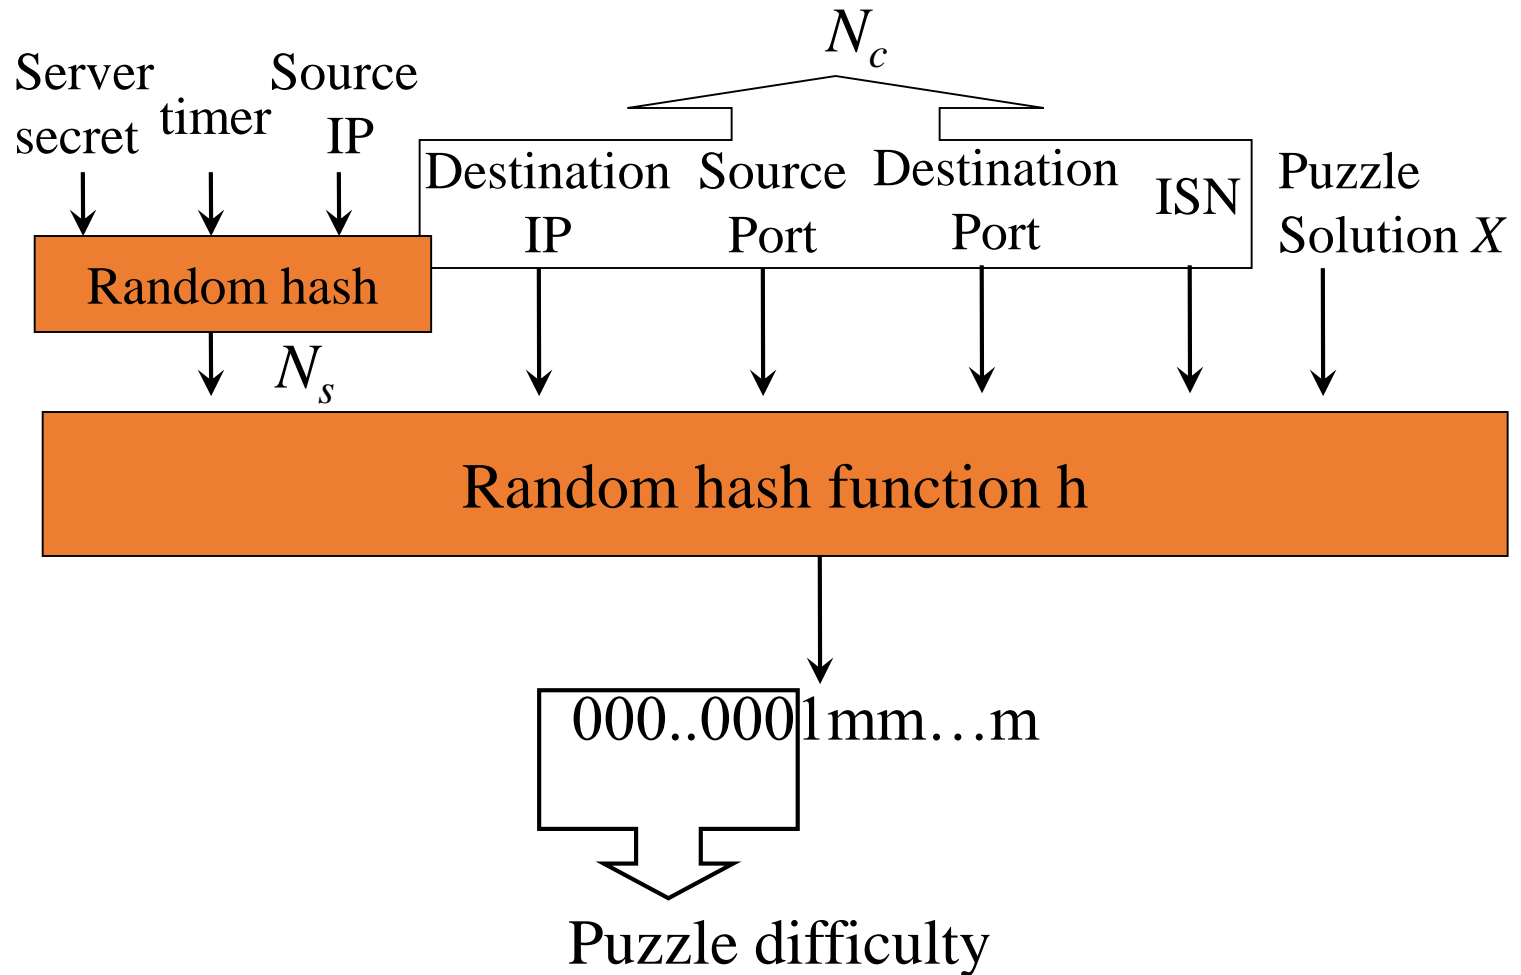 N_c
Server
secret
timer
Source
IP
Destination
IP
Source
Port
Destination
Port
ISN
Puzzle
Solution X
Random hash
N_s
Random hash function h
000..0001mm…m
Puzzle difficulty